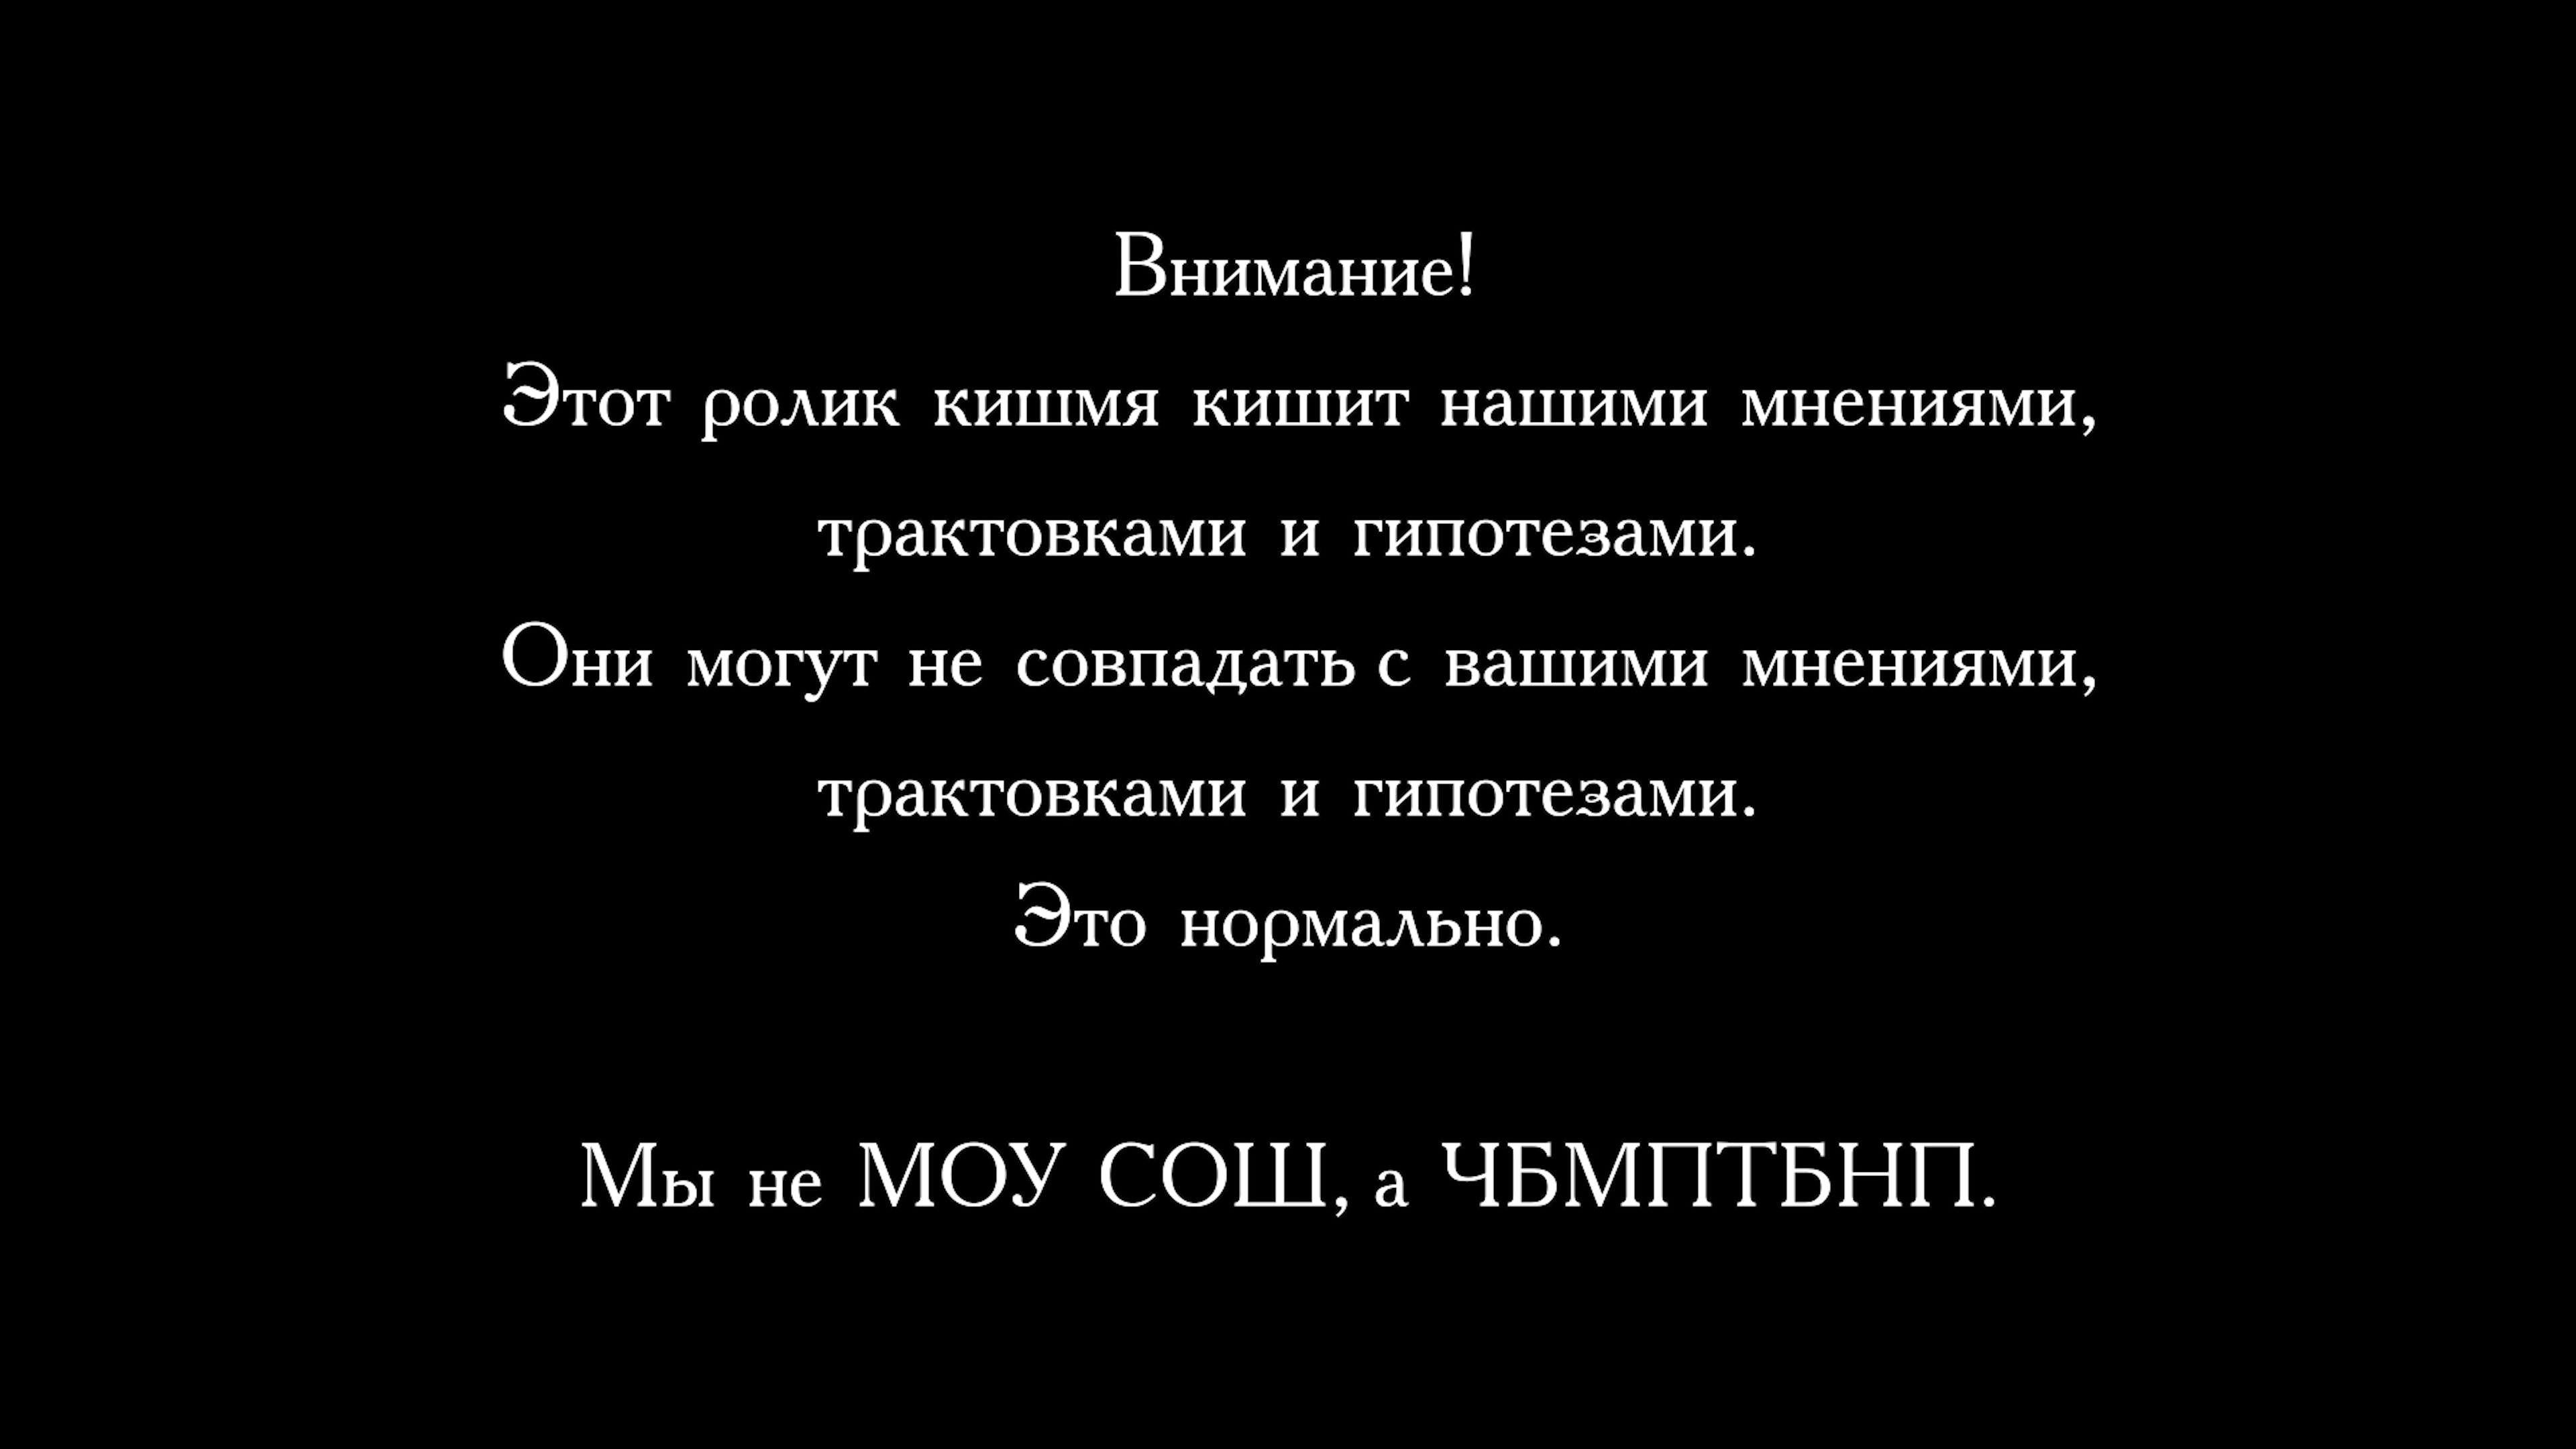 Внимание!
Этот ролик кишмя кишит нашими мнениями,
трактовками и гипотезами.
Они могут не совпадать с вашими мнениями,
трактовками и гипотезами.
Это нормально.
Мы не МОУ СОШ, а ЧБМПТБНП.